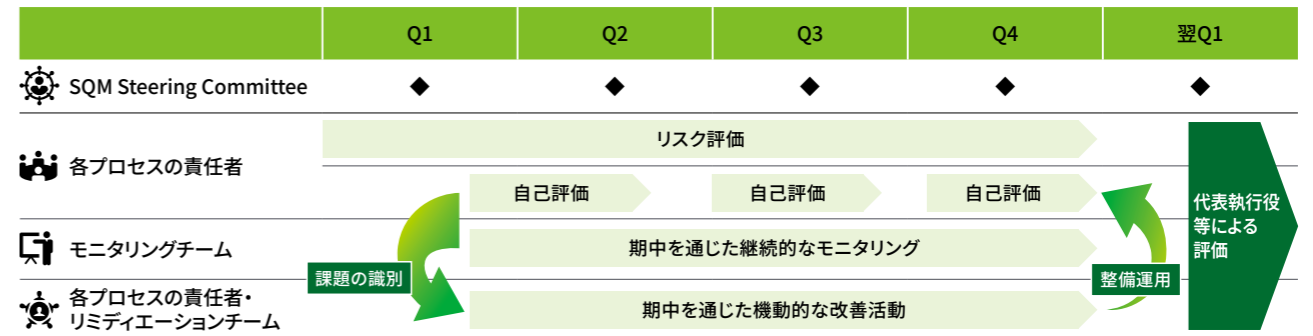 Q1
Q2
Q3
Q4
翌Q1
SQM Steering Committee
リスク評価
各プロセスの責任者
自己評価
自己評価
自己評価
代表執行役
等による
評価
モニタリングチーム
期中を通じた継続的なモニタリング
課題の識別
整備運用
各プロセスの責任者・
リミディエーションチーム
期中を通じた機動的な改善活動